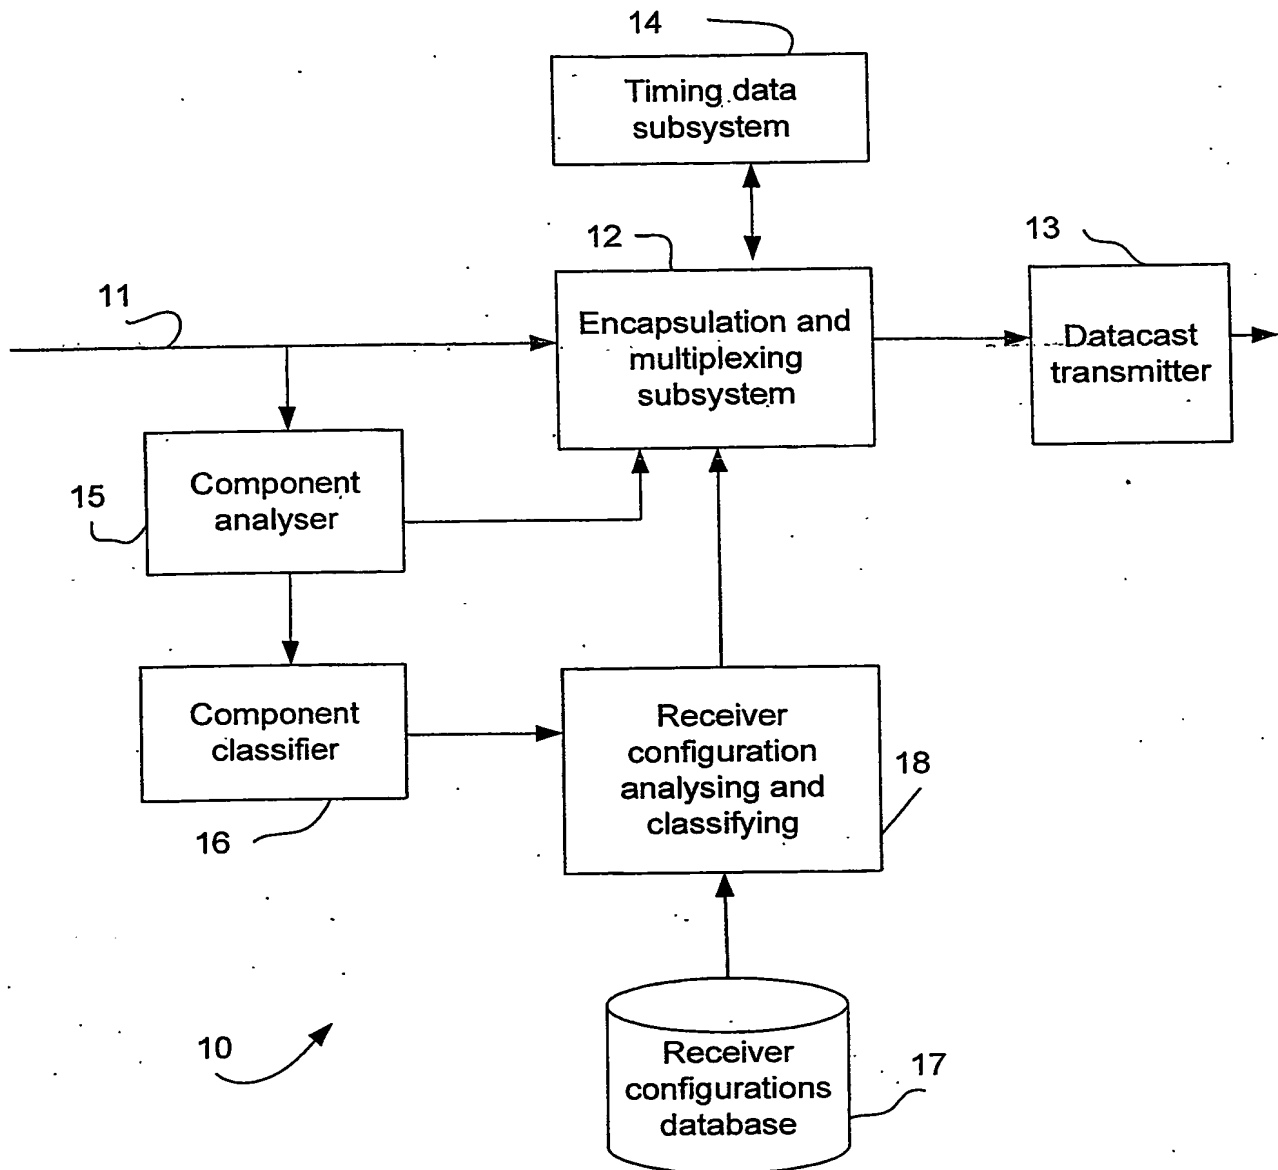 14
Timing data
subsystem
12
13
11
Encapsulation and
multiplexing
subsystem
Datacast
transmitter
15
Component
analyser
Component
classifier
16
Receiver
configuration
analysing and
classifying
18
10
Receiver
configurations
database
17